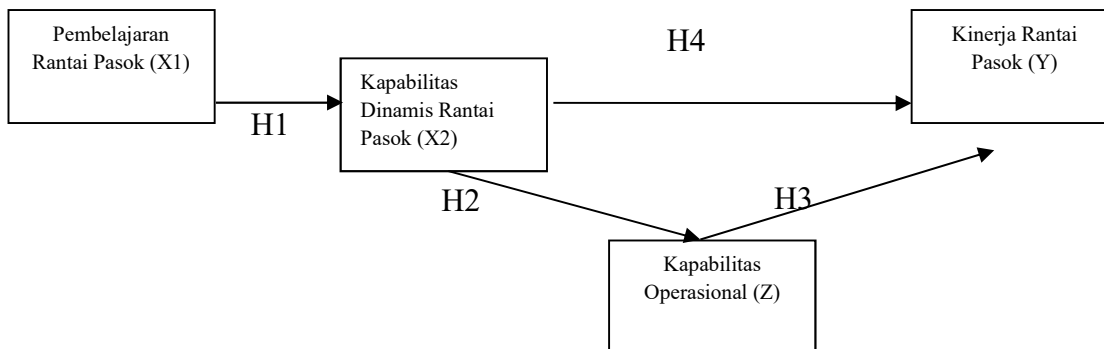 Pembelajaran
Rantai Pasok (X1)
H1
Kapabilitas
Dinamis Rantai
Pasok (X2)
H4
Kinerja Rantai
Pasok (Y)
H2
H3
Kapabilitas
Operasional (Z)